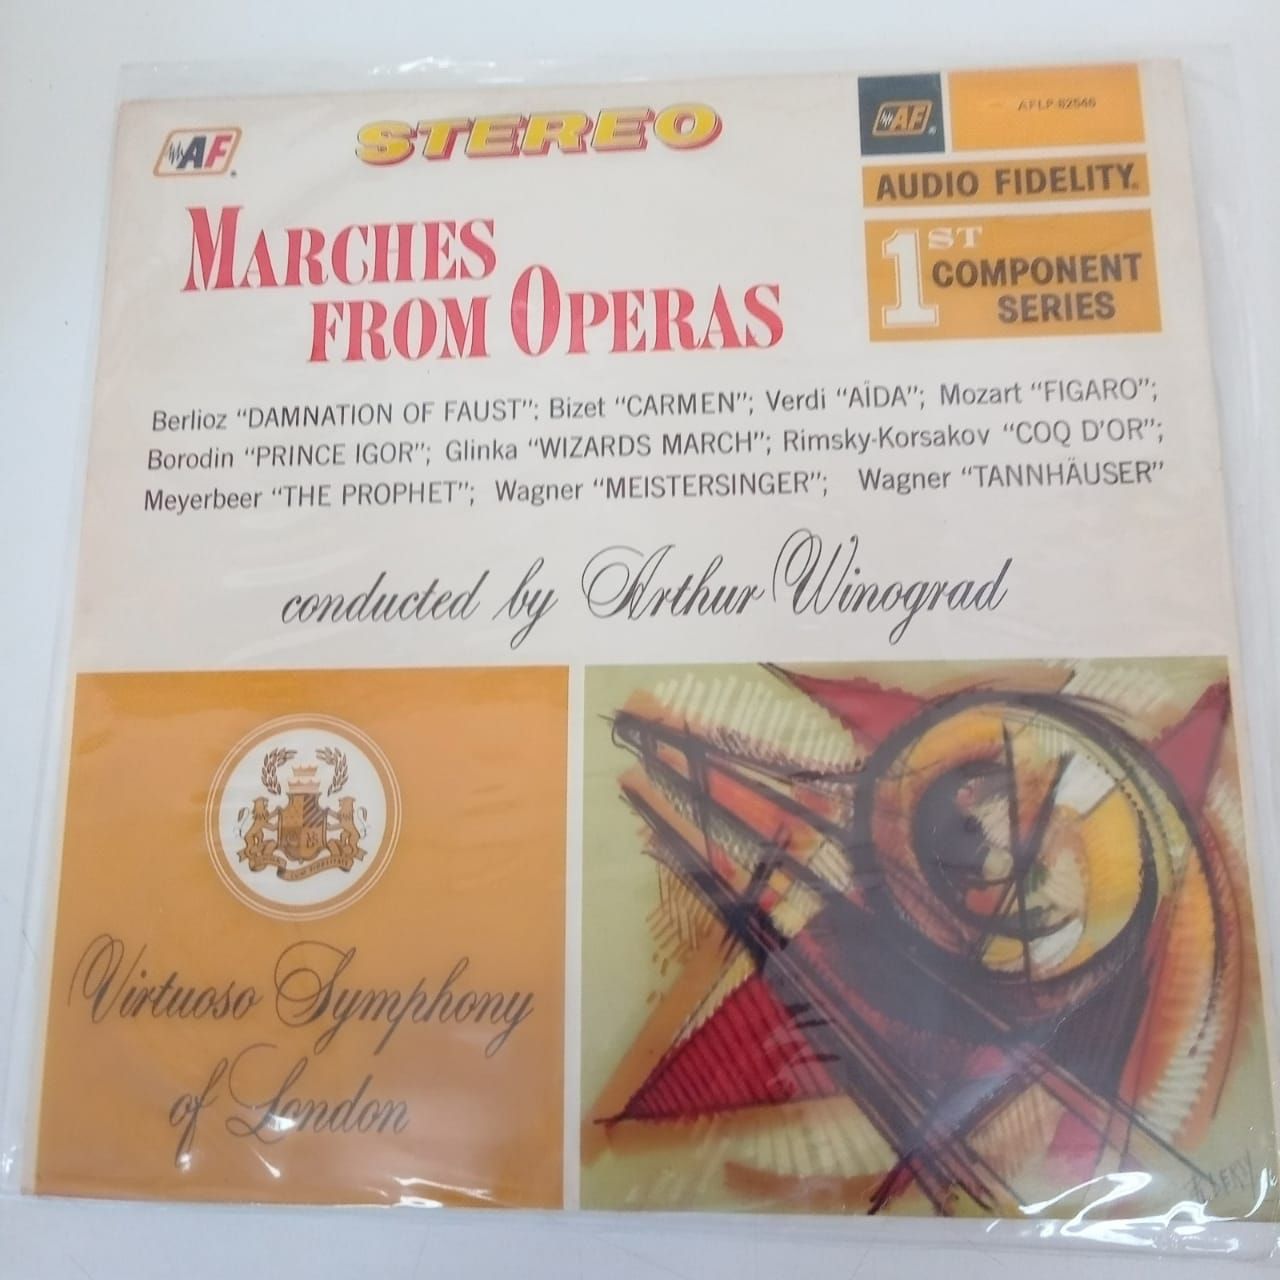 AF
STEREO
AF
AFLP 62546
AUDIO FIDELITY®
1ST
COMPONENT
SERIES
MARCHES
FROM OPERAS
Berlioz “DAMNATION OF FAUST”: Bizet “CARMEN”; Verdi “AÏDA”; Mozart “FIGARO”;
Borodin “PRINCE IGOR”; Glinka “WIZARDS MARCH”; Rimsky-Korsakov “COQ D’OR”;
Meyerbeer “THE PROPHET”; Wagner “MEISTERSINGER”; Wagner “TANNHÄUSER”
conducted by Arthur Winograd
Virtuoso Symphony
of London